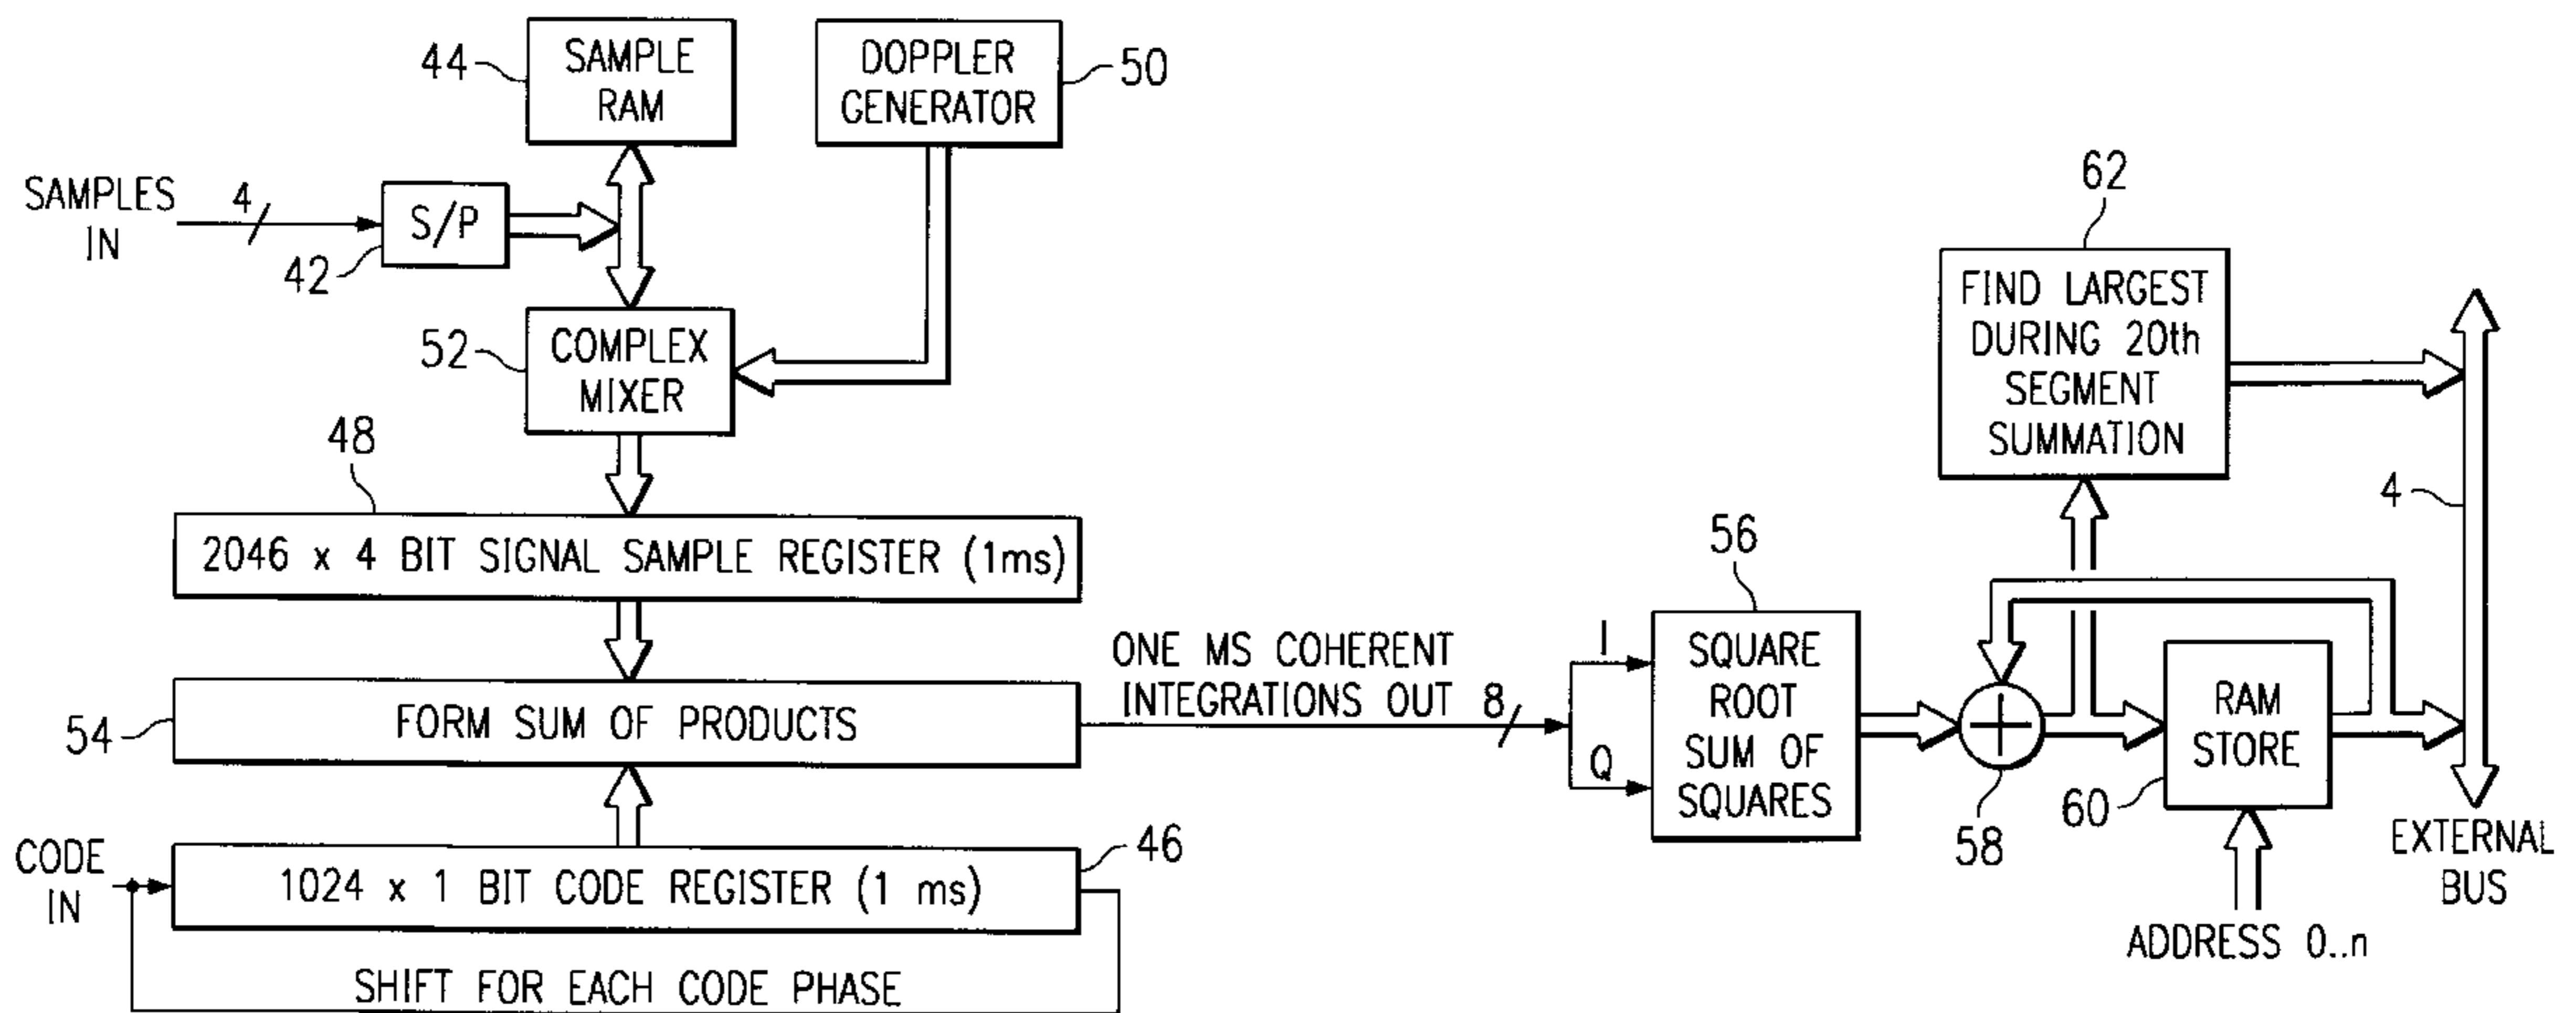 44
SAMPLE
RAM
DOPPLER
GENERATOR
50
SAMPLES
IN
4
S/P
42
52
COMPLEX
MIXER
62
FIND LARGEST
DURING 20th
SEGMENT
SUMMATION
4
48
2046 x 4 BIT SIGNAL SAMPLE REGISTER (1ms)
54
FORM SUM OF PRODUCTS
ONE MS COHERENT
INTEGRATIONS OUT
8
I
Q
56
SQUARE
ROOT
SUM OF
SQUARES
58
RAM
STORE
60
EXTERNAL
BUS
ADDRESS 0..n
CODE
IN
1024 x 1 BIT CODE REGISTER (1 ms)
46
SHIFT FOR EACH CODE PHASE